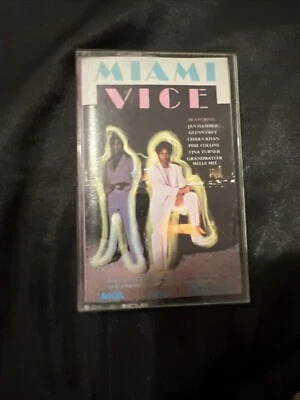 MIAMI
VICE
FEATURING
JAN HAMMER
GLENN FREY
CHAKA KHAN
PHIL COLLINS
TINA TURNER
GRANDMASTER
MELLE MEL
MCA